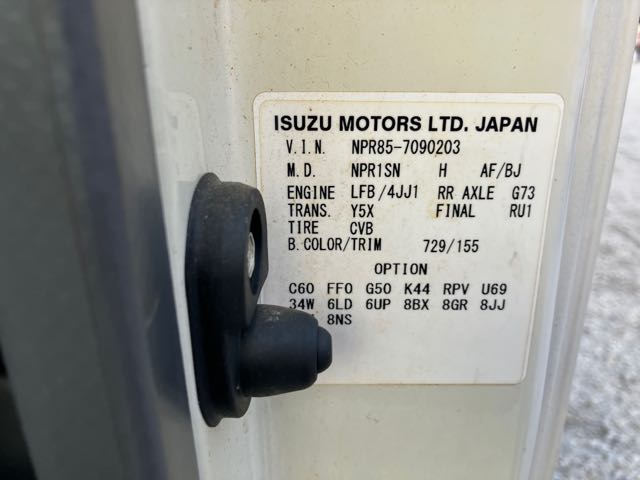 ISUZU MOTORS LTD. JAPAN
V.I.N. NPR85-7090203
M.D. NPR1SN H AF/BJ
ENGINE LFB/4JJ1 RR AXLE G73
TRANS. Y5X FINAL RU1
TIRE CVB
B.COLOR/TRIM 729/155
OPTION
C60 FF0 G50 K44 RPV U69
34W 6LD 6UP 8BX 8GR 8JJ
8NS